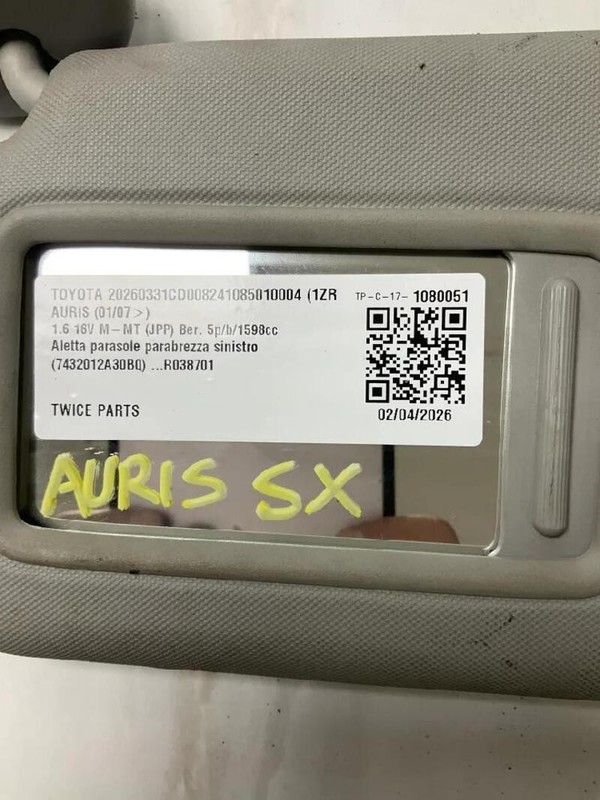 TOYOTA 20260331CD008241085010004 (1ZR TP-C-17- 1080051
AURIS (01/07 >)
1.6 16V M-MT (JPP) Ber. 5p/b/1598cc
Aletta parasole parabrezza sinistro
(7432012A30B0) ...R038701
TWICE PARTS
02/04/2026
AURIS SX